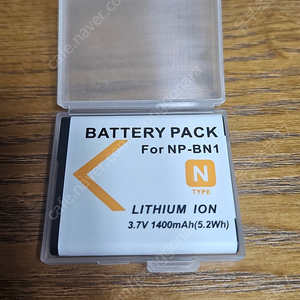 BATTERY PACK
For NP-BN1
N
TYPE
LITHIUM ION
3.7V 1400mAh(5.2Wh)